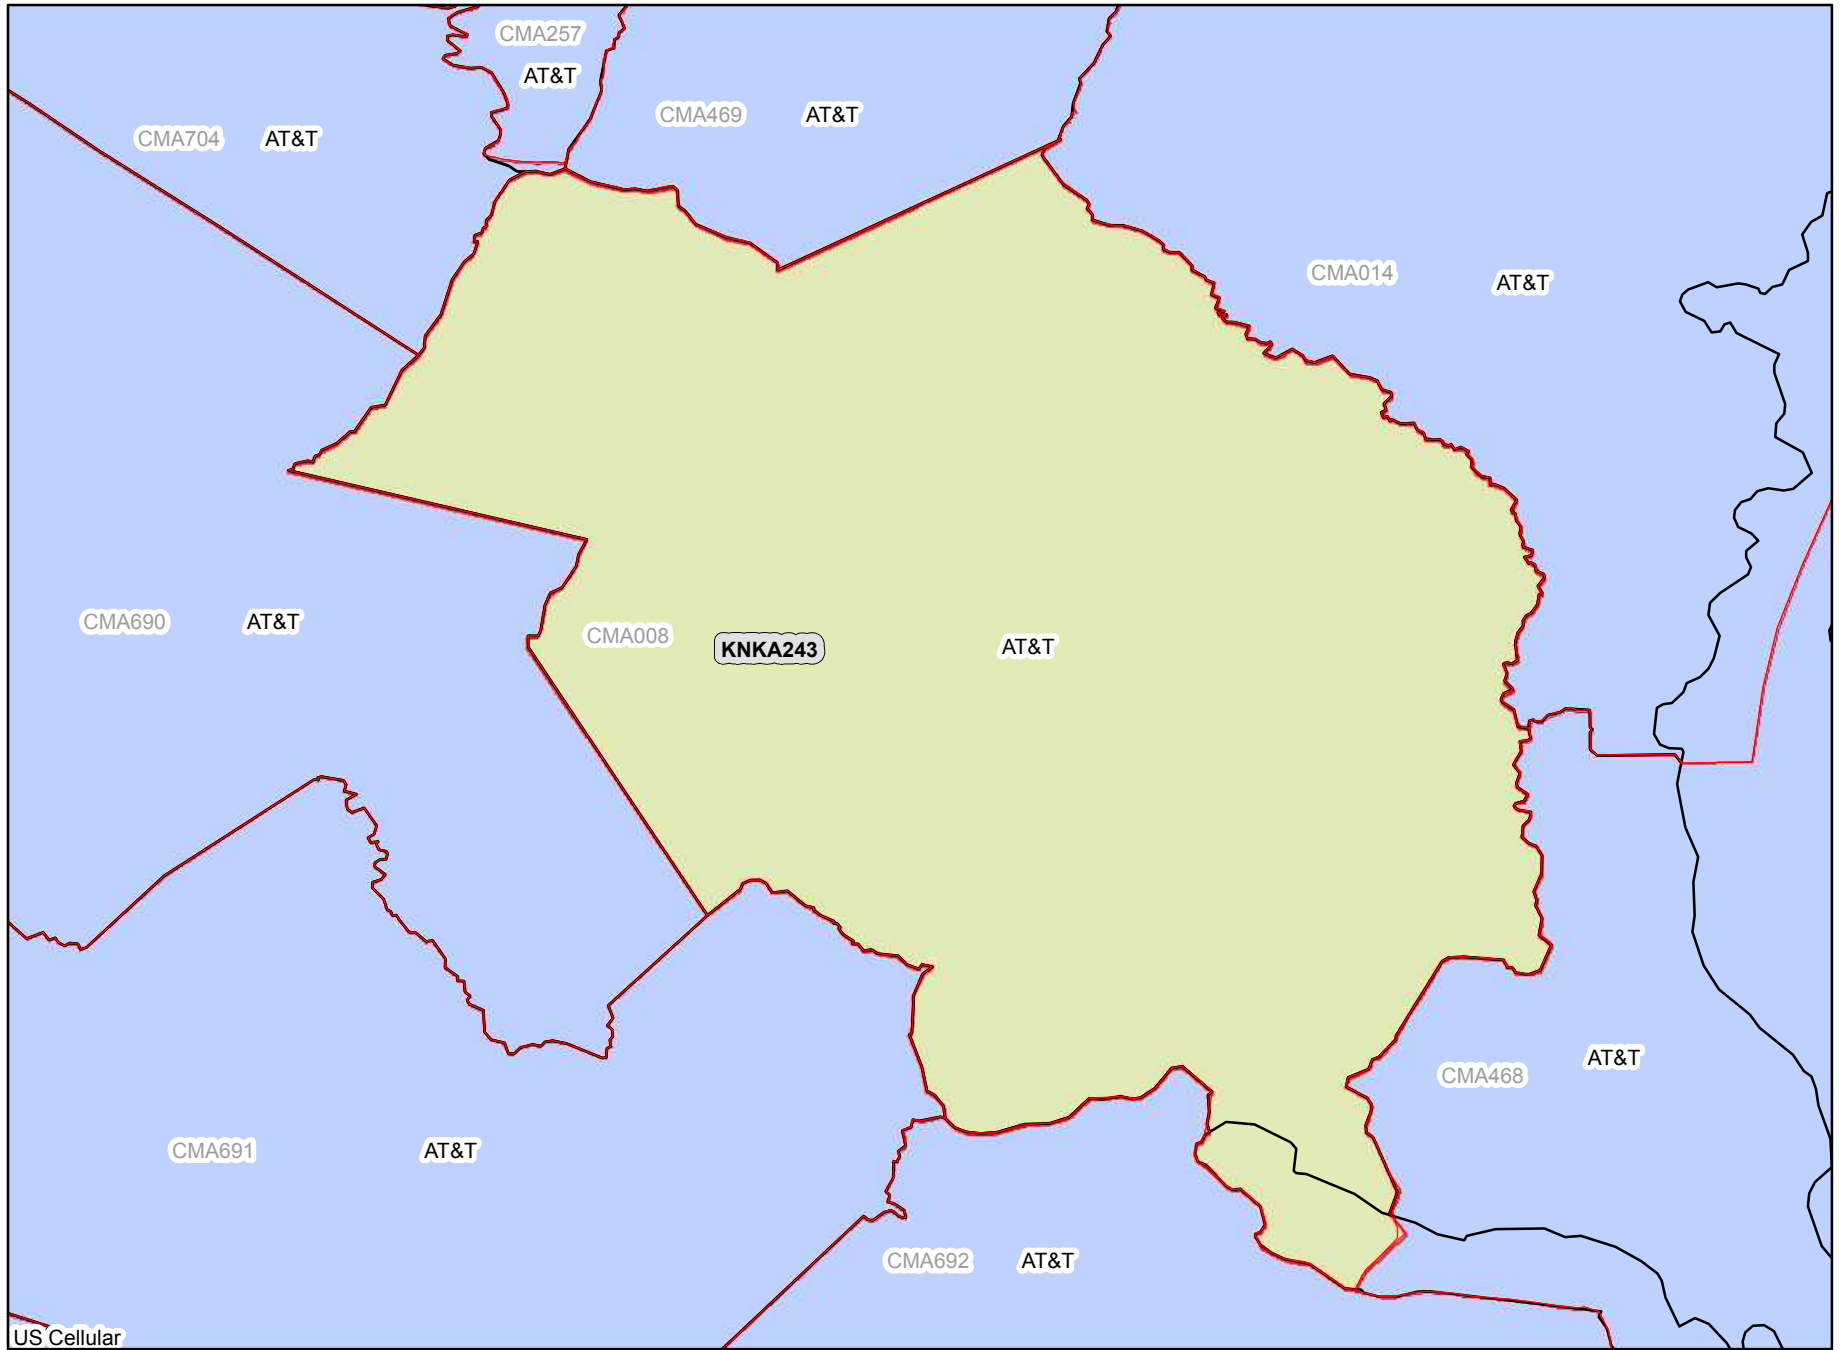 CMA257
AT&T
CMA469 AT&T
CMA704 AT&T
CMA014 AT&T
CMA690 AT&T
CMA008 KNKA243 AT&T
CMA468 AT&T
CMA691 AT&T
CMA692 AT&T
US Cellular